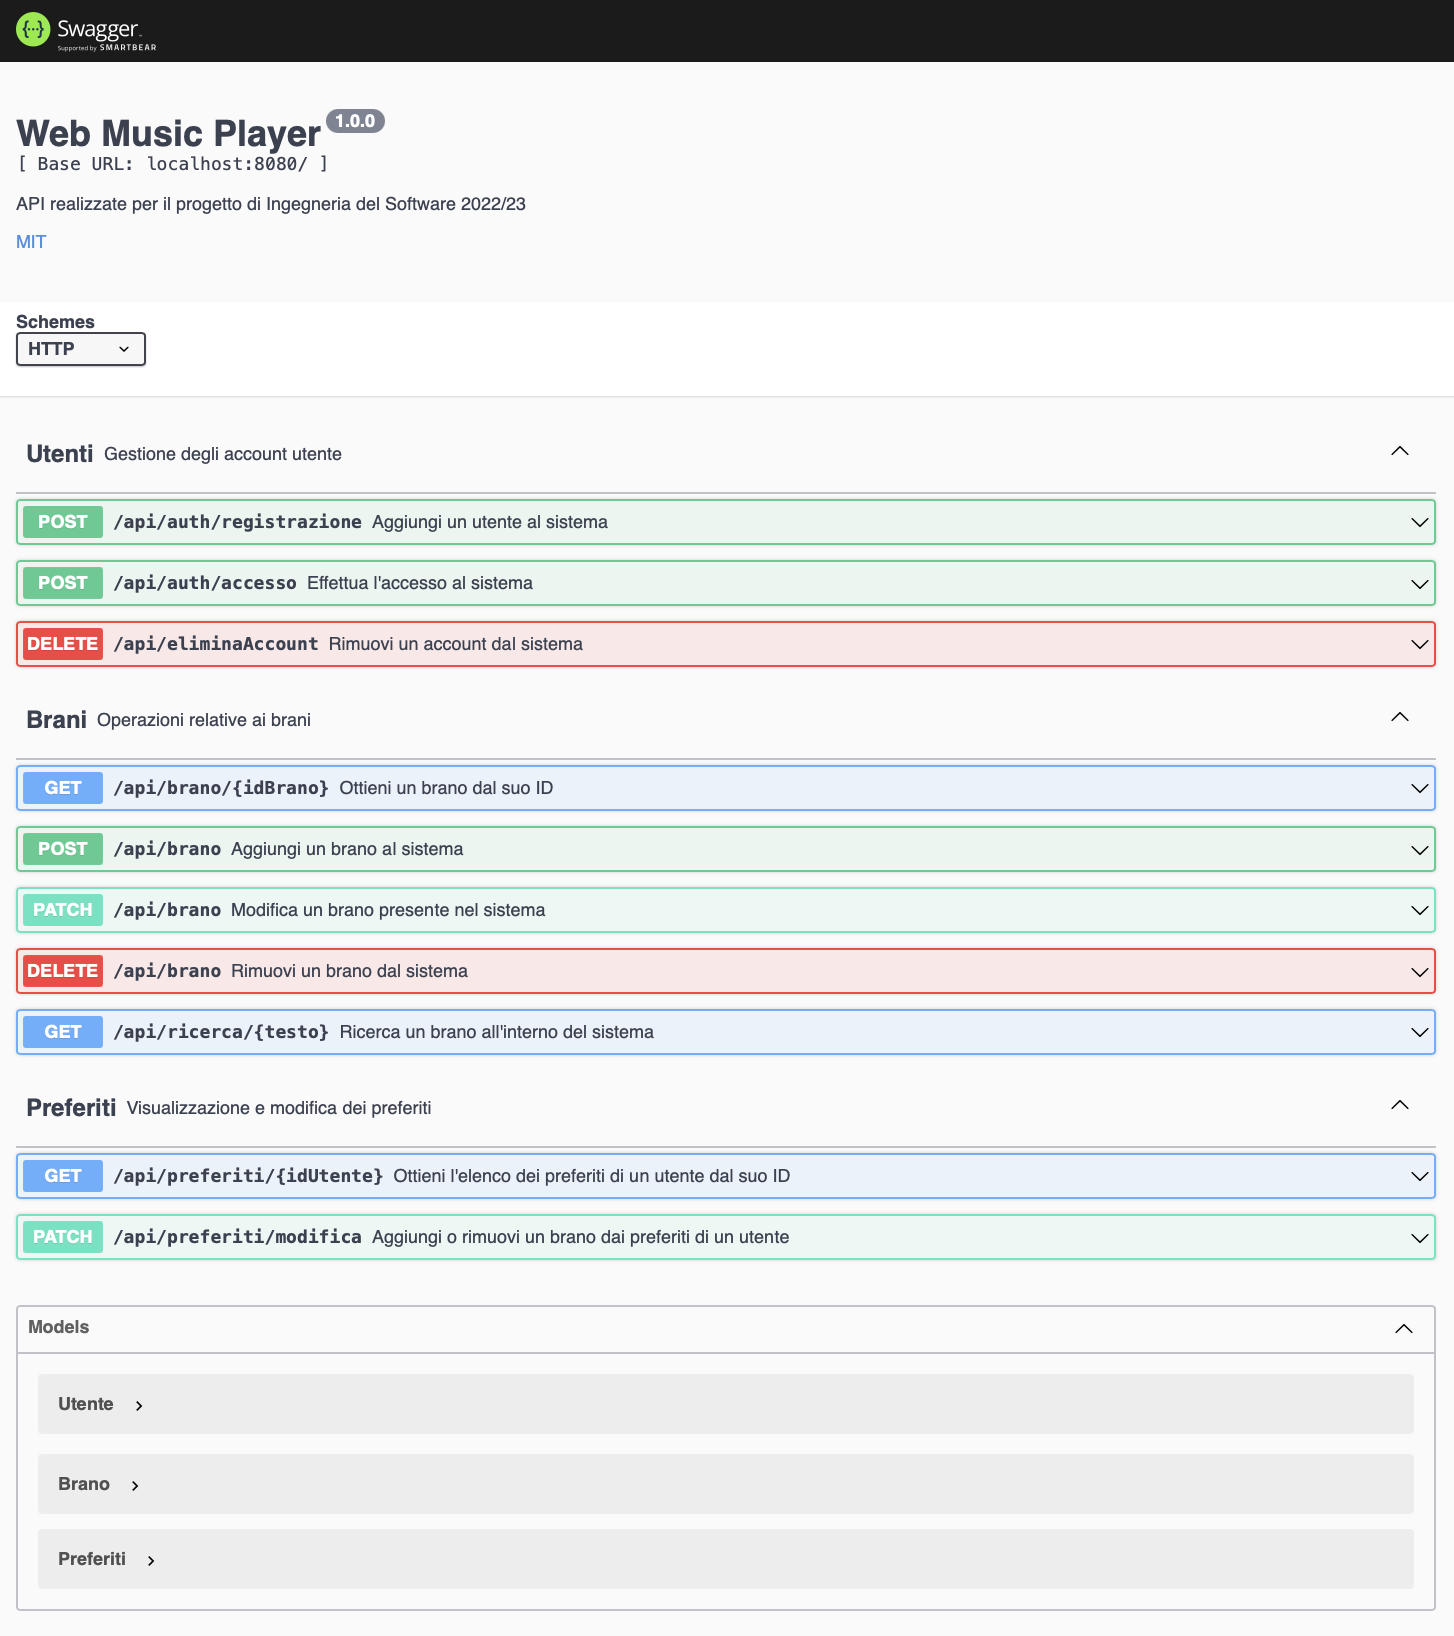 {···} Swagger.
Supported by SMARTBEAR
Web Music Player 1.0.0
[ Base URL: localhost:8080/ ]
API realizzate per il progetto di Ingegneria del Software 2022/23
MIT
Schemes
HTTP
Utenti Gestione degli account utente
POST /api/auth/registrazione Aggiungi un utente al sistema
POST /api/auth/accesso Effettua l'accesso al sistema
DELETE /api/eliminaAccount Rimuovi un account dal sistema
Brani Operazioni relative ai brani
GET /api/brano/{idBrano} Ottieni un brano dal suo ID
POST /api/brano Aggiungi un brano al sistema
PATCH /api/brano Modifica un brano presente nel sistema
DELETE /api/brano Rimuovi un brano dal sistema
GET /api/ricerca/{testo} Ricerca un brano all'interno del sistema
Preferiti Visualizzazione e modifica dei preferiti
GET /api/preferiti/{idUtente} Ottieni l'elenco dei preferiti di un utente dal suo ID
PATCH /api/preferiti/modifica Aggiungi o rimuovi un brano dai preferiti di un utente
Models
Utente
Brano
Preferiti